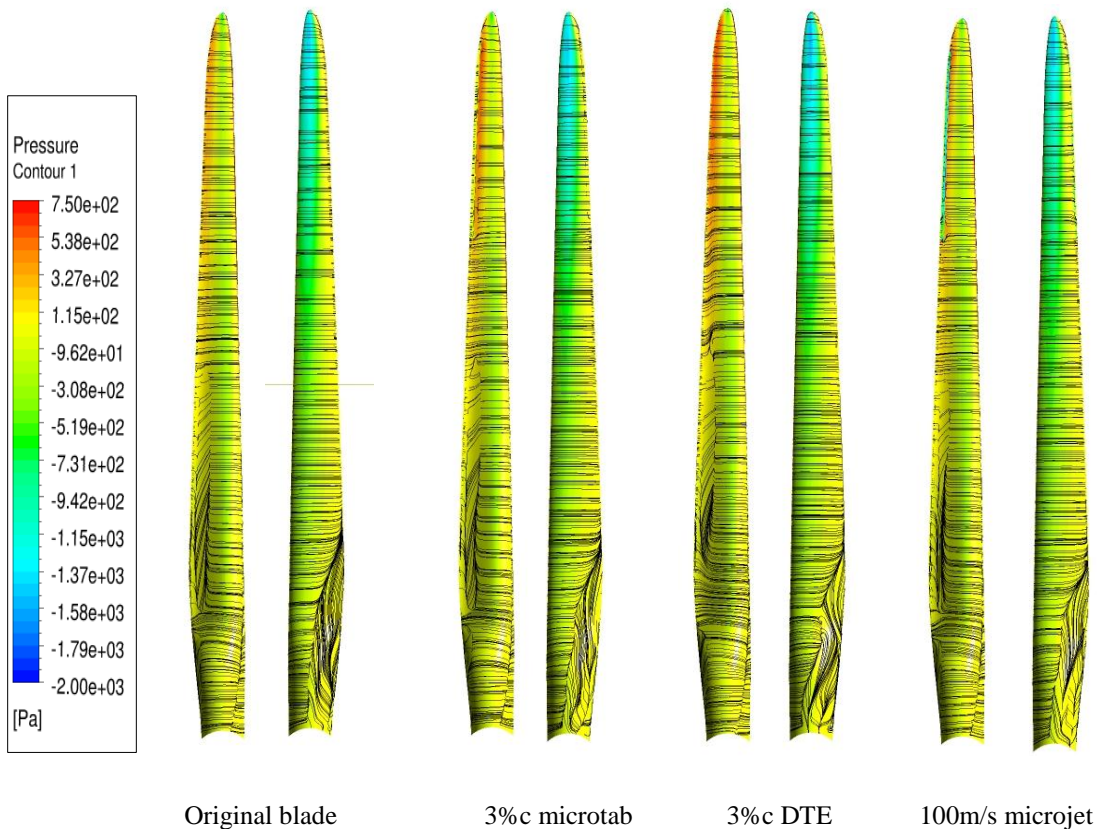 Pressure
Contour 1
7.50e+02
5.38e+02
3.27e+02
1.15e+02
-9.62e+01
-3.08e+02
-5.19e+02
-7.31e+02
-9.42e+02
-1.15e+03
-1.37e+03
-1.58e+03
-1.79e+03
-2.00e+03
[Pa]
Original blade 3%c microtab 3%c DTE 100m/s microjet